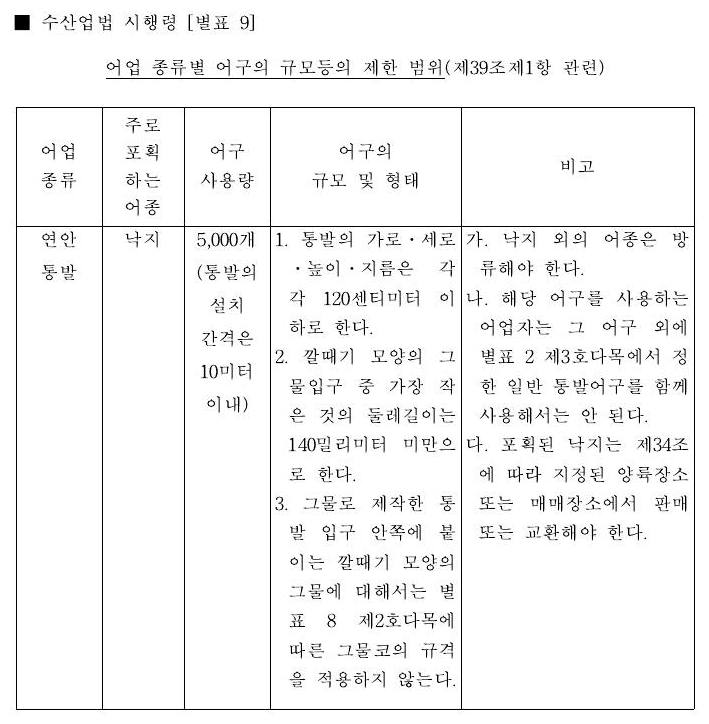 ■ 수산업법 시행령 [별표 9]
어업 종류별 어구의 규모등의 제한 범위(제39조제1항 관련)
어업
종류
주로
포획
하는
어종
어구
사용량
어구의
규모 및 형태
비고
연안
통발
낙지
5,000개
(통발의
설치
간격은
10미터
이내)
1. 통발의 가로·세로
·높이·지름은 각
각 120센티미터 이
하로 한다.
2. 깔때기 모양의 그
물입구 중 가장 작
은 것의 둘레길이는
140밀리미터 미만으
로 한다.
3. 그물로 제작한 통
발 입구 안쪽에 붙
이는 깔때기 모양의
그물에 대해서는 별
표 8 제2호다목에
따른 그물코의 규격
을 적용하지 않는다.
가. 낙지 외의 어종은 방
류해야 한다.
나. 해당 어구를 사용하는
어업자는 그 어구 외에
별표 2 제3호다목에서 정
한 일반 통발어구를 함께
사용해서는 안 된다.
다. 포획된 낙지는 제34조
에 따라 지정된 양륙장소
또는 매매장소에서 판매
또는 교환해야 한다.